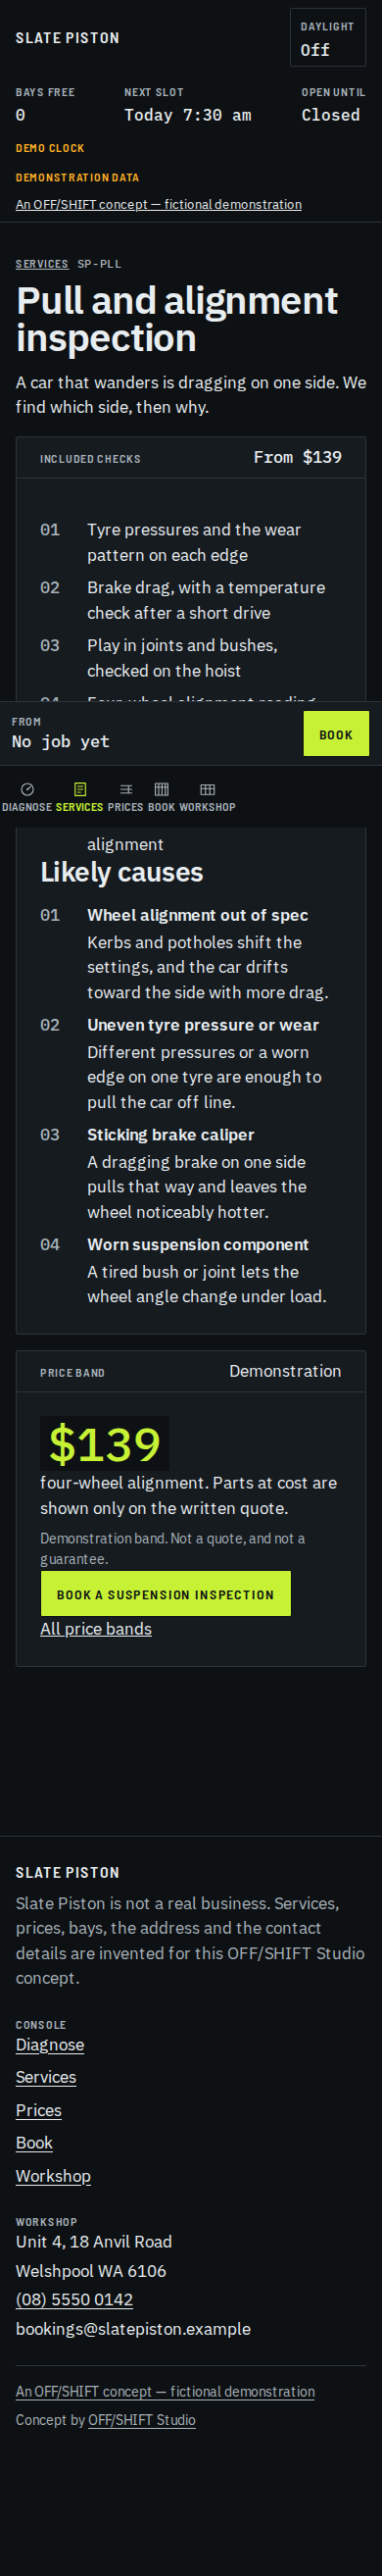 SLATE PISTON
DAYLIGHT
Off
BAYS FREE
0
NEXT SLOT
Today 7:30 am
OPEN UNTIL
Closed
DEMO CLOCK
DEMONSTRATION DATA
An OFF/SHIFT concept — fictional demonstration
SERVICES SP-PLL
Pull and alignment
inspection
A car that wanders is dragging on one side. We
find which side, then why.
INCLUDED CHECKS
From $139
01 Tyre pressures and the wear
pattern on each edge
02 Brake drag, with a temperature
check after a short drive
03 Play in joints and bushes,
checked on the hoist
04 Four-wheel alignment reading
FROM
No job yet
BOOK
DIAGNOSE SERVICES PRICES BOOK WORKSHOP
alignment
Likely causes
01 Wheel alignment out of spec
Kerbs and potholes shift the
settings, and the car drifts
toward the side with more drag.
02 Uneven tyre pressure or wear
Different pressures or a worn
edge on one tyre are enough to
pull the car off line.
03 Sticking brake caliper
A dragging brake on one side
pulls that way and leaves the
wheel noticeably hotter.
04 Worn suspension component
A tired bush or joint lets the
wheel angle change under load.
PRICE BAND
Demonstration
$139
four-wheel alignment. Parts at cost are
shown only on the written quote.
Demonstration band. Not a quote, and not a
guarantee.
BOOK A SUSPENSION INSPECTION
All price bands
SLATE PISTON
Slate Piston is not a real business. Services,
prices, bays, the address and the contact
details are invented for this OFF/SHIFT Studio
concept.
CONSOLE
Diagnose
Services
Prices
Book
Workshop
WORKSHOP
Unit 4, 18 Anvil Road
Welshpool WA 6106
(08) 5550 0142
bookings@slatepiston.example
An OFF/SHIFT concept — fictional demonstration
Concept by OFF/SHIFT Studio